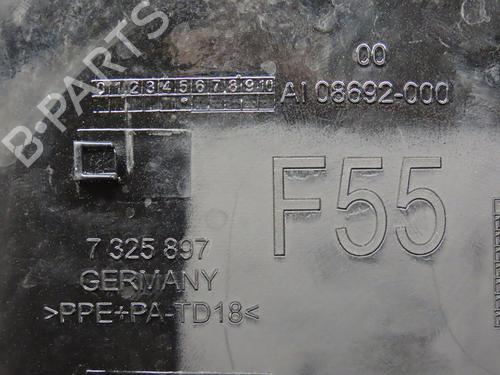 B-PARTS
00
0 1 2 3 4 5 6 7 8 9 10
AI 08692-000
F55
7 325 897
GERMANY
>PPE+PA-TD18<